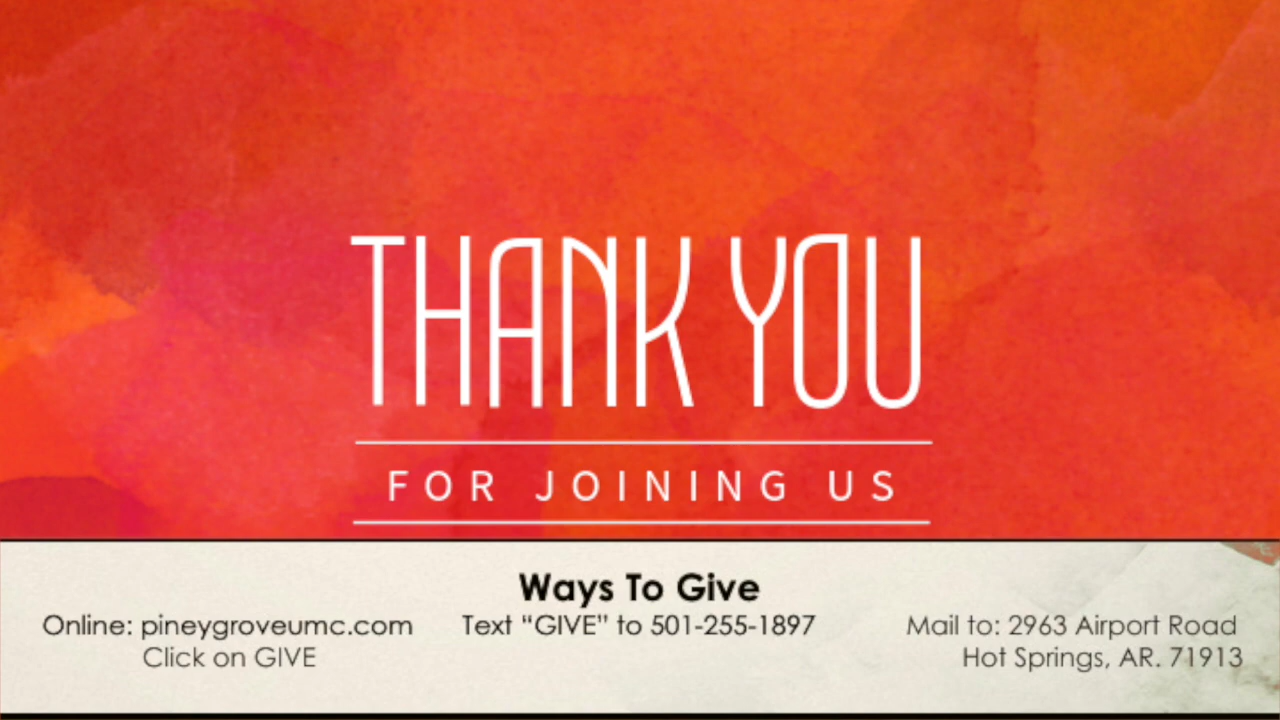 THANK YOU
FOR JOINING US
Ways To Give
Online: pineygroveumc.com
Click on GIVE
Text “GIVE” to 501-255-1897
Mail to: 2963 Airport Road
Hot Springs, AR. 71913